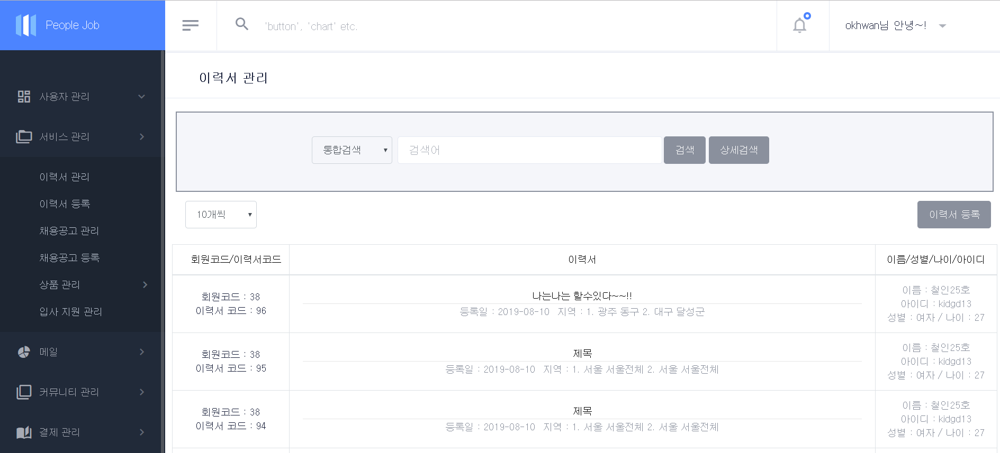 People Job
'button', 'chart' etc.
okhwan님 안녕~!
사용자 관리
서비스 관리
이력서 관리
이력서 등록
채용공고 관리
채용공고 등록
상품 관리
입사 지원 관리
메일
커뮤니티 관리
결제 관리
이력서 관리
통합검색
검색어
검색
상세검색
10개씩
이력서 등록
회원코드/이력서코드
이력서
이름/성별/나이/아이디
회원코드 : 38
이력서 코드 : 96
나는나는 할수있다~~!!
등록일 : 2019-08-10 지역 : 1. 광주 동구 2. 대구 달성군
이름 : 철인25호
아이디 : kidgd13
성별 : 여자 / 나이 : 27
회원코드 : 38
이력서 코드 : 95
제목
등록일 : 2019-08-10 지역 : 1. 서울 서울전체 2. 서울 서울전체
이름 : 철인25호
아이디 : kidgd13
성별 : 여자 / 나이 : 27
회원코드 : 38
이력서 코드 : 94
제목
등록일 : 2019-08-10 지역 : 1. 서울 서울전체 2. 서울 서울전체
이름 : 철인25호
아이디 : kidgd13
성별 : 여자 / 나이 : 27